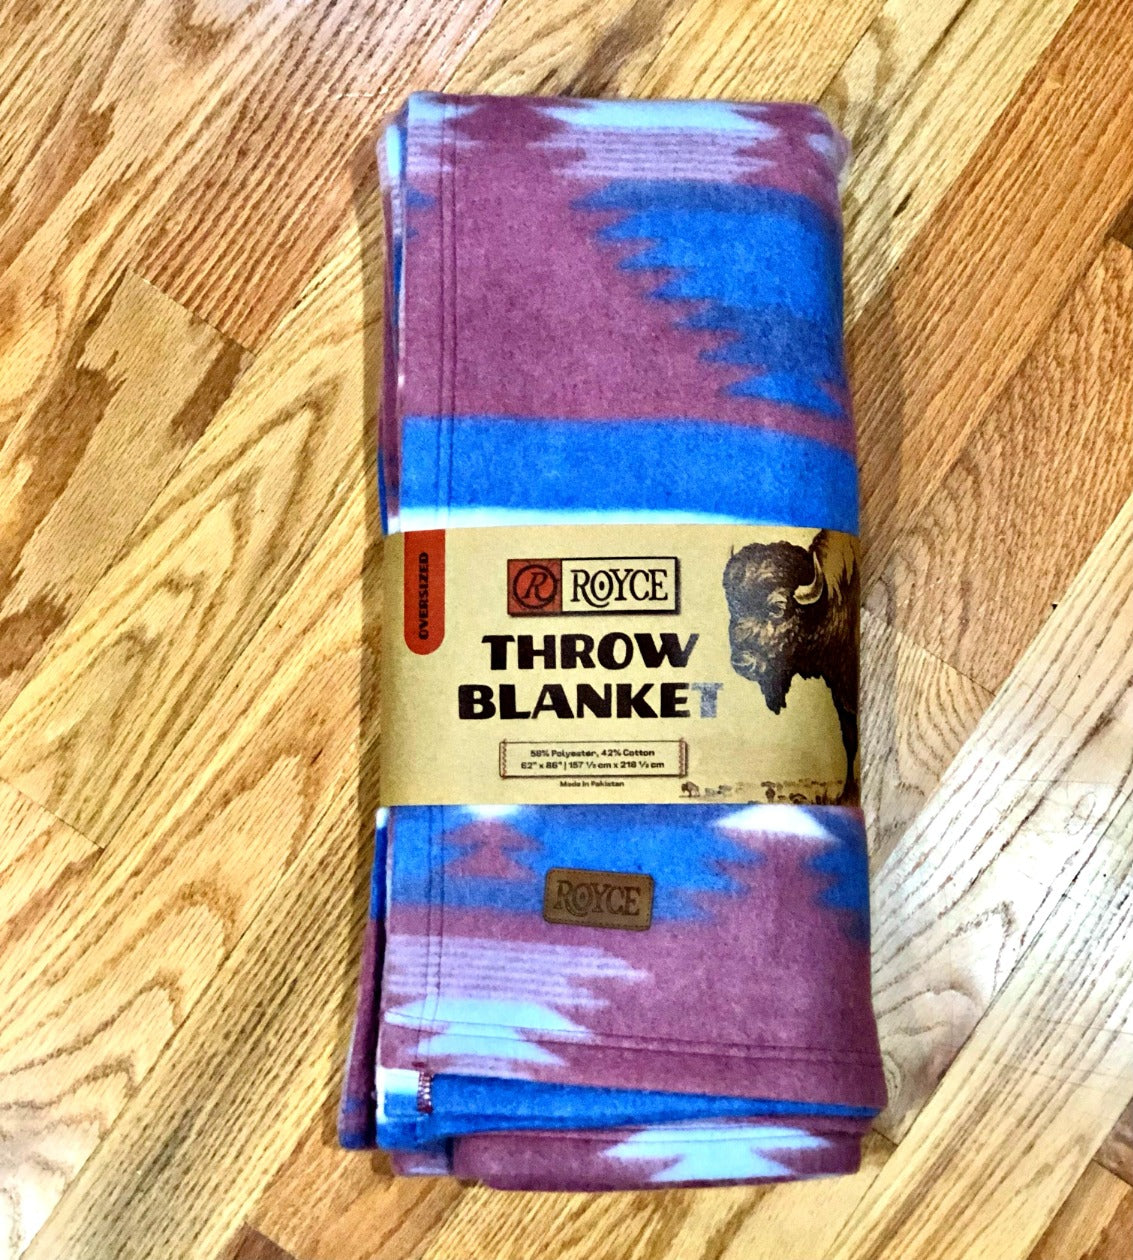 OVERSIZED
R ROYCE
THROW
BLANKET
58% Polyester, 42% Cotton
62" x 86" | 157 ½ cm x 218 ½ cm
Made In Pakistan
ROYCE